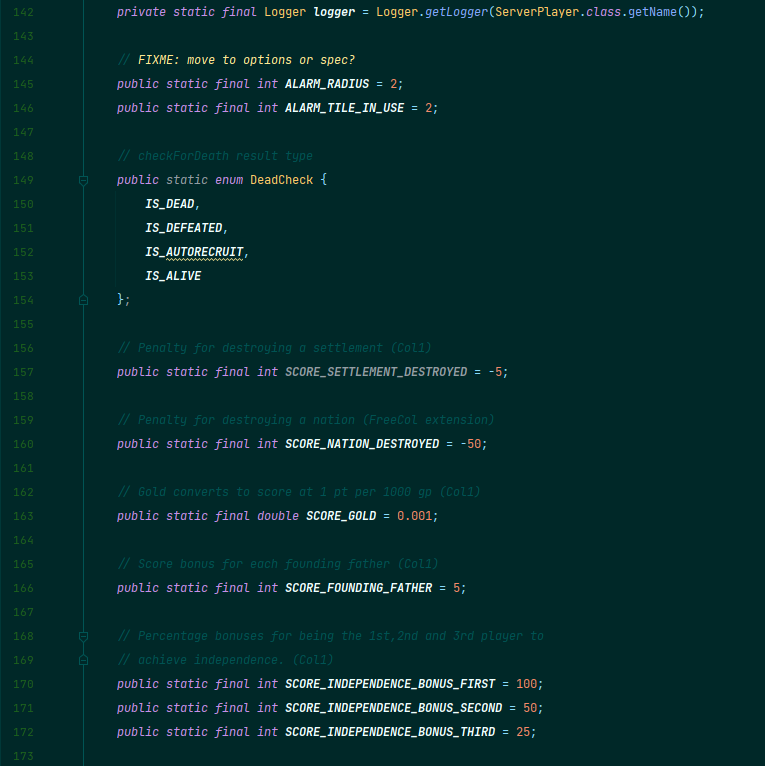 142 private static final Logger logger = Logger.getLogger(ServerPlayer.class.getName());
143
144 // FIXME: move to options or spec?
145 public static final int ALARM_RADIUS = 2;
146 public static final int ALARM_TILE_IN_USE = 2;
147
148 // checkForDeath result type
149 public static enum DeadCheck {
150 IS_DEAD,
151 IS_DEFEATED,
152 IS_AUTORECRUIT,
153 IS_ALIVE
154 };
155
156 // Penalty for destroying a settlement (Col1)
157 public static final int SCORE_SETTLEMENT_DESTROYED = -5;
158
159 // Penalty for destroying a nation (FreeCol extension)
160 public static final int SCORE_NATION_DESTROYED = -50;
161
162 // Gold converts to score at 1 pt per 1000 gp (Col1)
163 public static final double SCORE_GOLD = 0.001;
164
165 // Score bonus for each founding father (Col1)
166 public static final int SCORE_FOUNDING_FATHER = 5;
167
168 // Percentage bonuses for being the 1st,2nd and 3rd player to
169 // achieve independence. (Col1)
170 public static final int SCORE_INDEPENDENCE_BONUS_FIRST = 100;
171 public static final int SCORE_INDEPENDENCE_BONUS_SECOND = 50;
172 public static final int SCORE_INDEPENDENCE_BONUS_THIRD = 25;
173